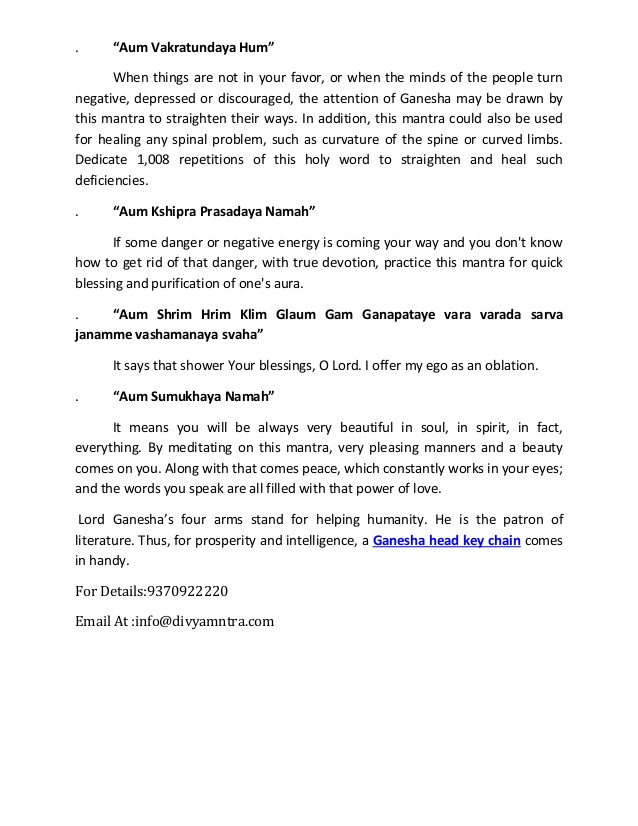 . “Aum Vakratundaya Hum”
When things are not in your favor, or when the minds of the people turn
negative, depressed or discouraged, the attention of Ganesha may be drawn by
this mantra to straighten their ways. In addition, this mantra could also be used
for healing any spinal problem, such as curvature of the spine or curved limbs.
Dedicate 1,008 repetitions of this holy word to straighten and heal such
deficiencies.
. “Aum Kshipra Prasadaya Namah”
If some danger or negative energy is coming your way and you don't know
how to get rid of that danger, with true devotion, practice this mantra for quick
blessing and purification of one's aura.
. “Aum Shrim Hrim Klim Glaum Gam Ganapataye vara varada sarva
janamme vashamanaya svaha”
It says that shower Your blessings, O Lord. I offer my ego as an oblation.
. “Aum Sumukhaya Namah”
It means you will be always very beautiful in soul, in spirit, in fact,
everything. By meditating on this mantra, very pleasing manners and a beauty
comes on you. Along with that comes peace, which constantly works in your eyes;
and the words you speak are all filled with that power of love.
Lord Ganesha’s four arms stand for helping humanity. He is the patron of
literature. Thus, for prosperity and intelligence, a Ganesha head key chain comes
in handy.
For Details:9370922220
Email At :info@divyamntra.com